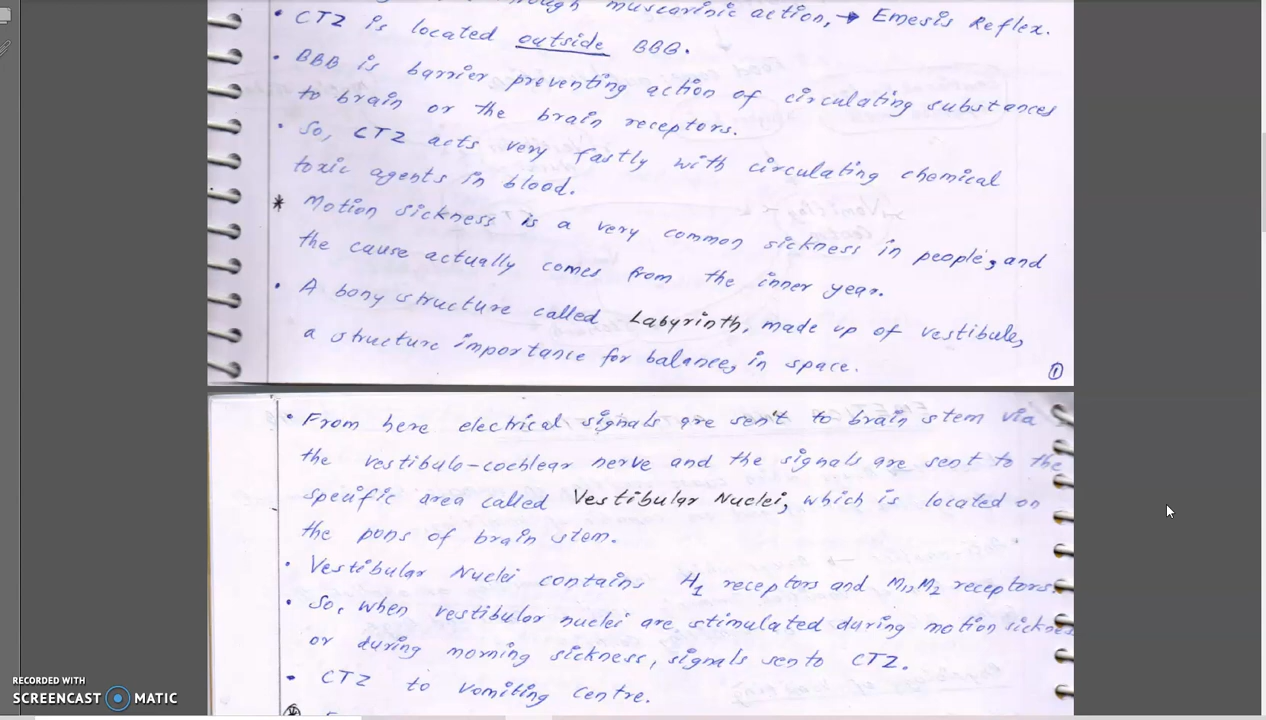 muscarinic action, → Emesis Reflex.
• CTZ is located outside BBB.
• BBB is barrier preventing action of circulating substances
to brain or the brain receptors.
• So, CTZ acts very fastly with circulating chemical
toxic agents in blood.
* Motion sickness is a very common sickness in people, and
the cause actually comes from the inner year.
• A bony structure called Labyrinth, made up of vestibule,
a structure importance for balance, in space.
1
• From here electrical signals are sent to brain stem via
the vestibulo-cochlear nerve and the signals are sent to the
specific area called Vestibular Nuclei, which is located on
the pons of brain stem.
• Vestibular Nuclei contains H1 receptors and M1, M2 receptors.
• So, when vestibular nuclei are stimulated during motion sicknes
or during morning sickness, signals sen to CTZ.
• CTZ to vomiting centre.
RECORDED WITH
SCREENCAST MATIC